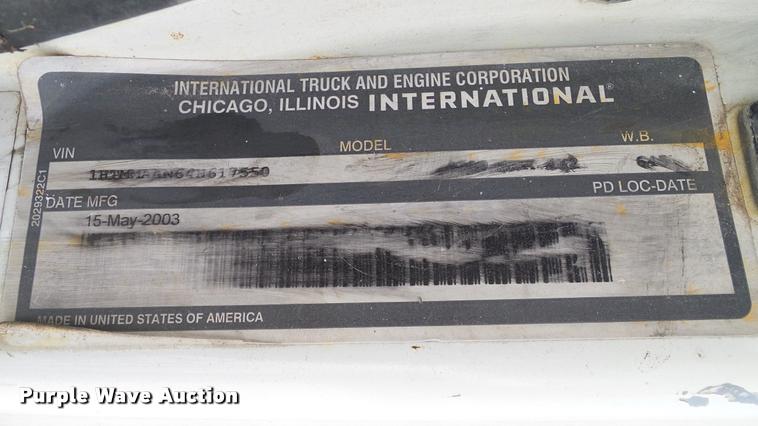 INTERNATIONAL TRUCK AND ENGINE CORPORATION
CHICAGO, ILLINOIS INTERNATIONAL®
VIN MODEL W.B.
DATE MFG PD LOC-DATE
15-May-2003
2029322C1
MADE IN UNITED STATES OF AMERICA
Purple Wave Auction